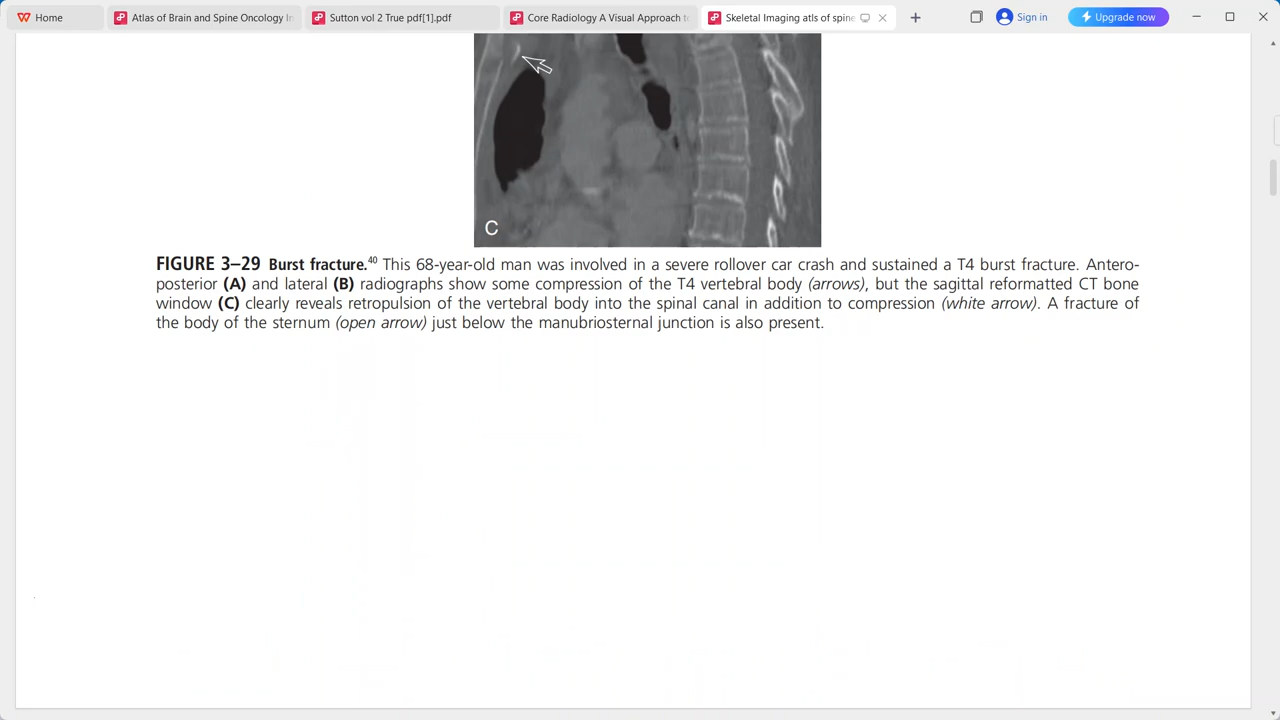 Home
Atlas of Brain and Spine Oncology I
Sutton vol 2 True pdf[1].pdf
Core Radiology A Visual Approach t
Skeletal Imaging atls of spine
Sign in
Upgrade now
C
FIGURE 3–29 Burst fracture.40 This 68-year-old man was involved in a severe rollover car crash and sustained a T4 burst fracture. Antero-
posterior (A) and lateral (B) radiographs show some compression of the T4 vertebral body (arrows), but the sagittal reformatted CT bone
window (C) clearly reveals retropulsion of the vertebral body into the spinal canal in addition to compression (white arrow). A fracture of
the body of the sternum (open arrow) just below the manubriosternal junction is also present.